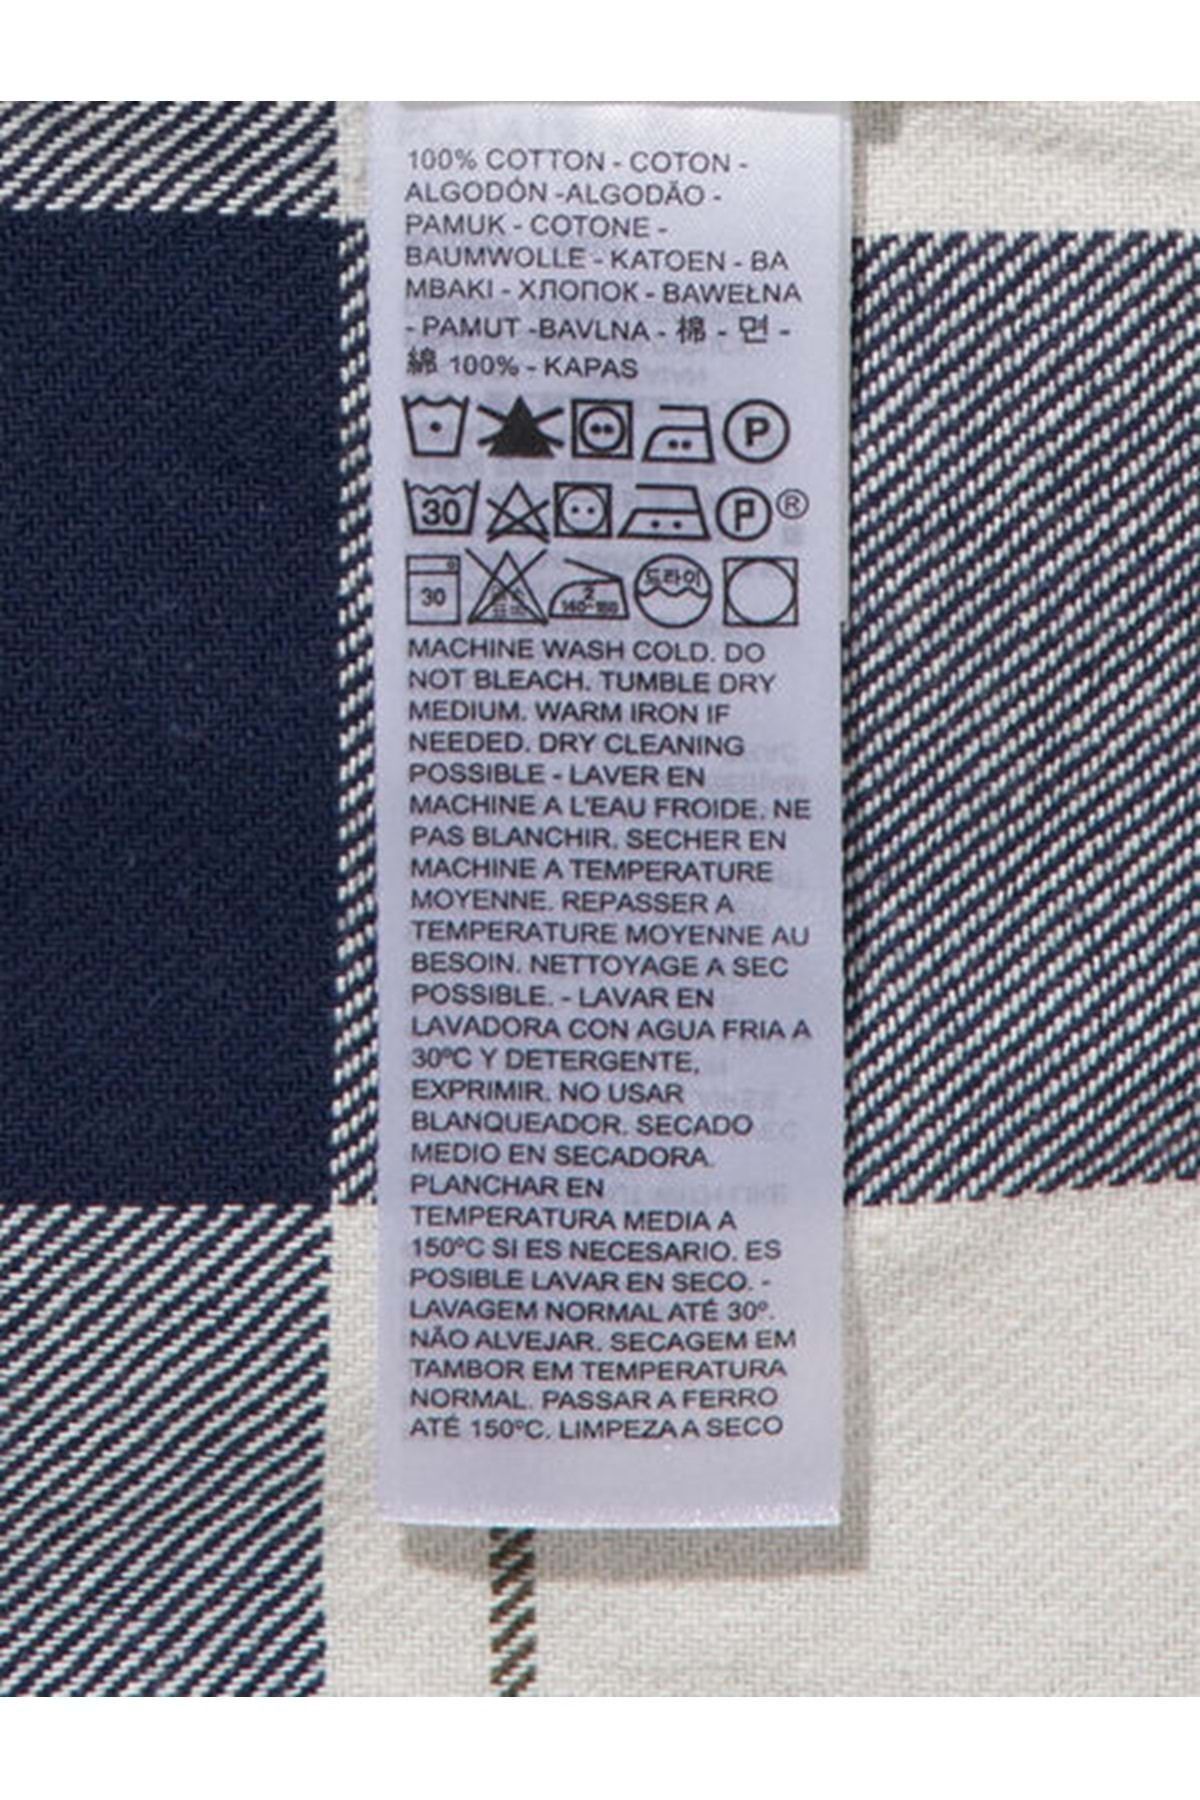 100% COTTON - COTON -
ALGODÓN -ALGODÃO -
PAMUK - COTONE -
BAUMWOLLE - KATOEN - BA
MBAKI - ХЛОПОК - BAWEŁNA
- PAMUT -BAVLNA - 棉 - 면 -
綿 100% - KAPAS
P
30 P ®
30 2 드라이
MACHINE WASH COLD. DO
NOT BLEACH. TUMBLE DRY
MEDIUM. WARM IRON IF
NEEDED. DRY CLEANING
POSSIBLE - LAVER EN
MACHINE A L'EAU FROIDE. NE
PAS BLANCHIR. SECHER EN
MACHINE A TEMPERATURE
MOYENNE. REPASSER A
TEMPERATURE MOYENNE AU
BESOIN. NETTOYAGE A SEC
POSSIBLE. - LAVAR EN
LAVADORA CON AGUA FRIA A
30ºC Y DETERGENTE,
EXPRIMIR. NO USAR
BLANQUEADOR. SECADO
MEDIO EN SECADORA.
PLANCHAR EN
TEMPERATURA MEDIA A
150ºC SI ES NECESARIO. ES
POSIBLE LAVAR EN SECO. -
LAVAGEM NORMAL ATÉ 30º.
NÃO ALVEJAR. SECAGEM EM
TAMBOR EM TEMPERATURA
NORMAL. PASSAR A FERRO
ATÉ 150ºC. LIMPEZA A SECO